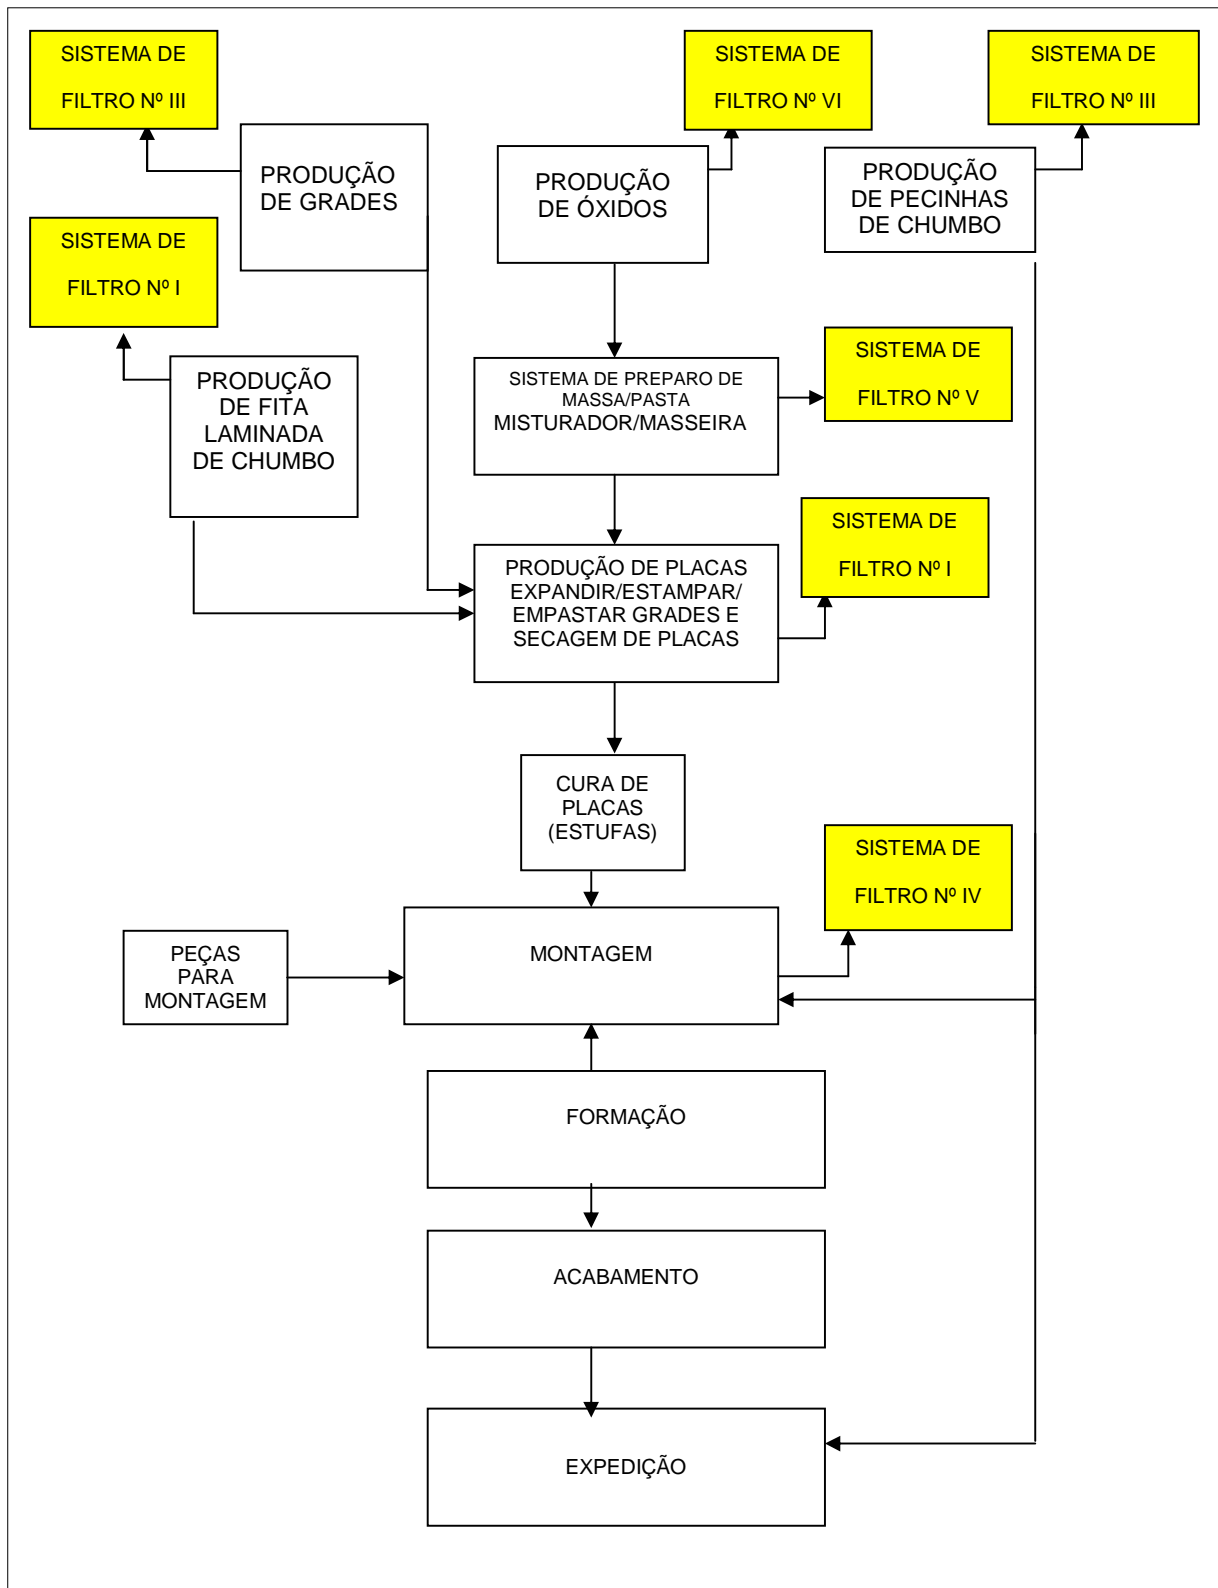 SISTEMA DE
FILTRO Nº III
SISTEMA DE
FILTRO Nº VI
SISTEMA DE
FILTRO Nº III
PRODUÇÃO
DE GRADES
PRODUÇÃO
DE ÓXIDOS
PRODUÇÃO
DE PECINHAS
DE CHUMBO
SISTEMA DE
FILTRO Nº I
PRODUÇÃO
DE FITA
LAMINADA
DE CHUMBO
SISTEMA DE PREPARO DE
MASSA/PASTA
MISTURADOR/MASSEIRA
SISTEMA DE
FILTRO Nº V
SISTEMA DE
FILTRO Nº I
PRODUÇÃO DE PLACAS
EXPANDIR/ESTAMPAR/
EMPASTAR GRADES E
SECAGEM DE PLACAS
CURA DE
PLACAS
(ESTUFAS)
SISTEMA DE
FILTRO Nº IV
PEÇAS
PARA
MONTAGEM
MONTAGEM
FORMAÇÃO
ACABAMENTO
EXPEDIÇÃO